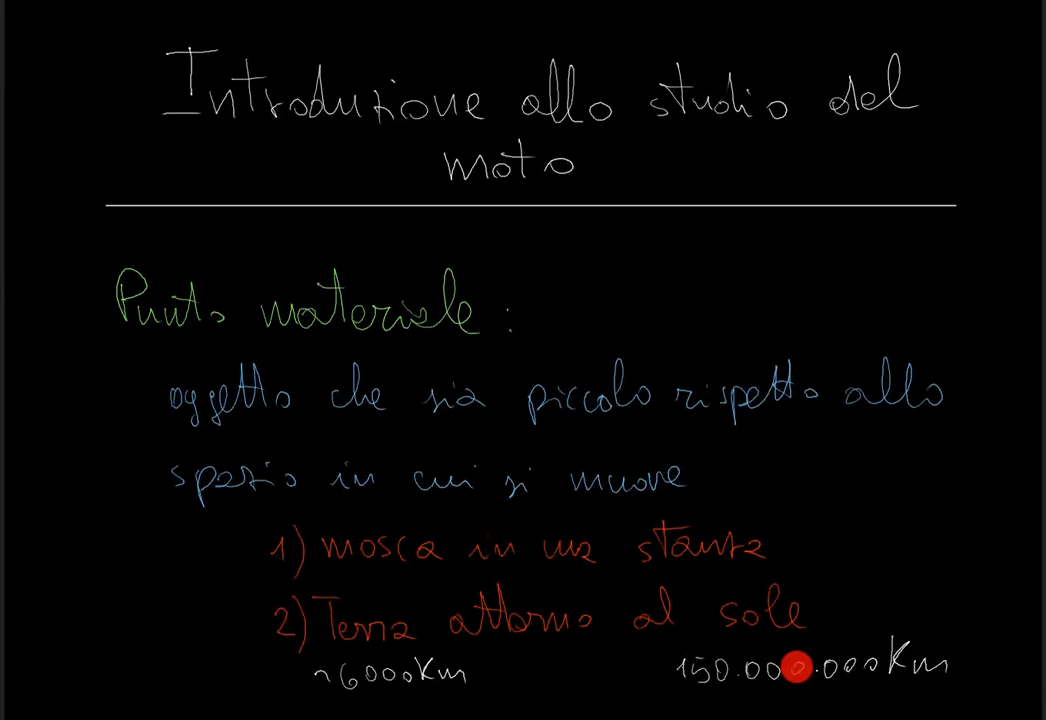 Introduzione allo studio del
moto
Punto materiale:
oggetto che sia piccolo rispetto allo
spazio in cui si muove
1) mosca in una stanza
2) Terra attorno al sole
~6000Km 150.000.000Km